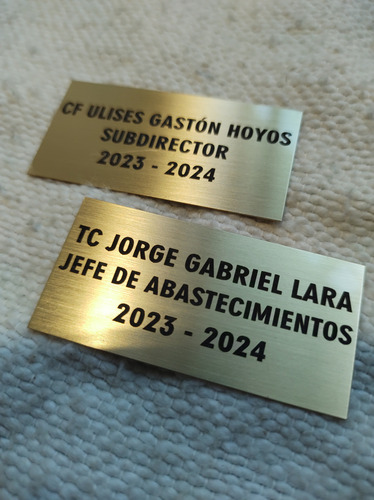 CF ULISES GASTÓN HOYOS
SUBDIRECTOR
2023 - 2024
TC JORGE GABRIEL LARA
JEFE DE ABASTECIMIENTOS
2023 - 2024